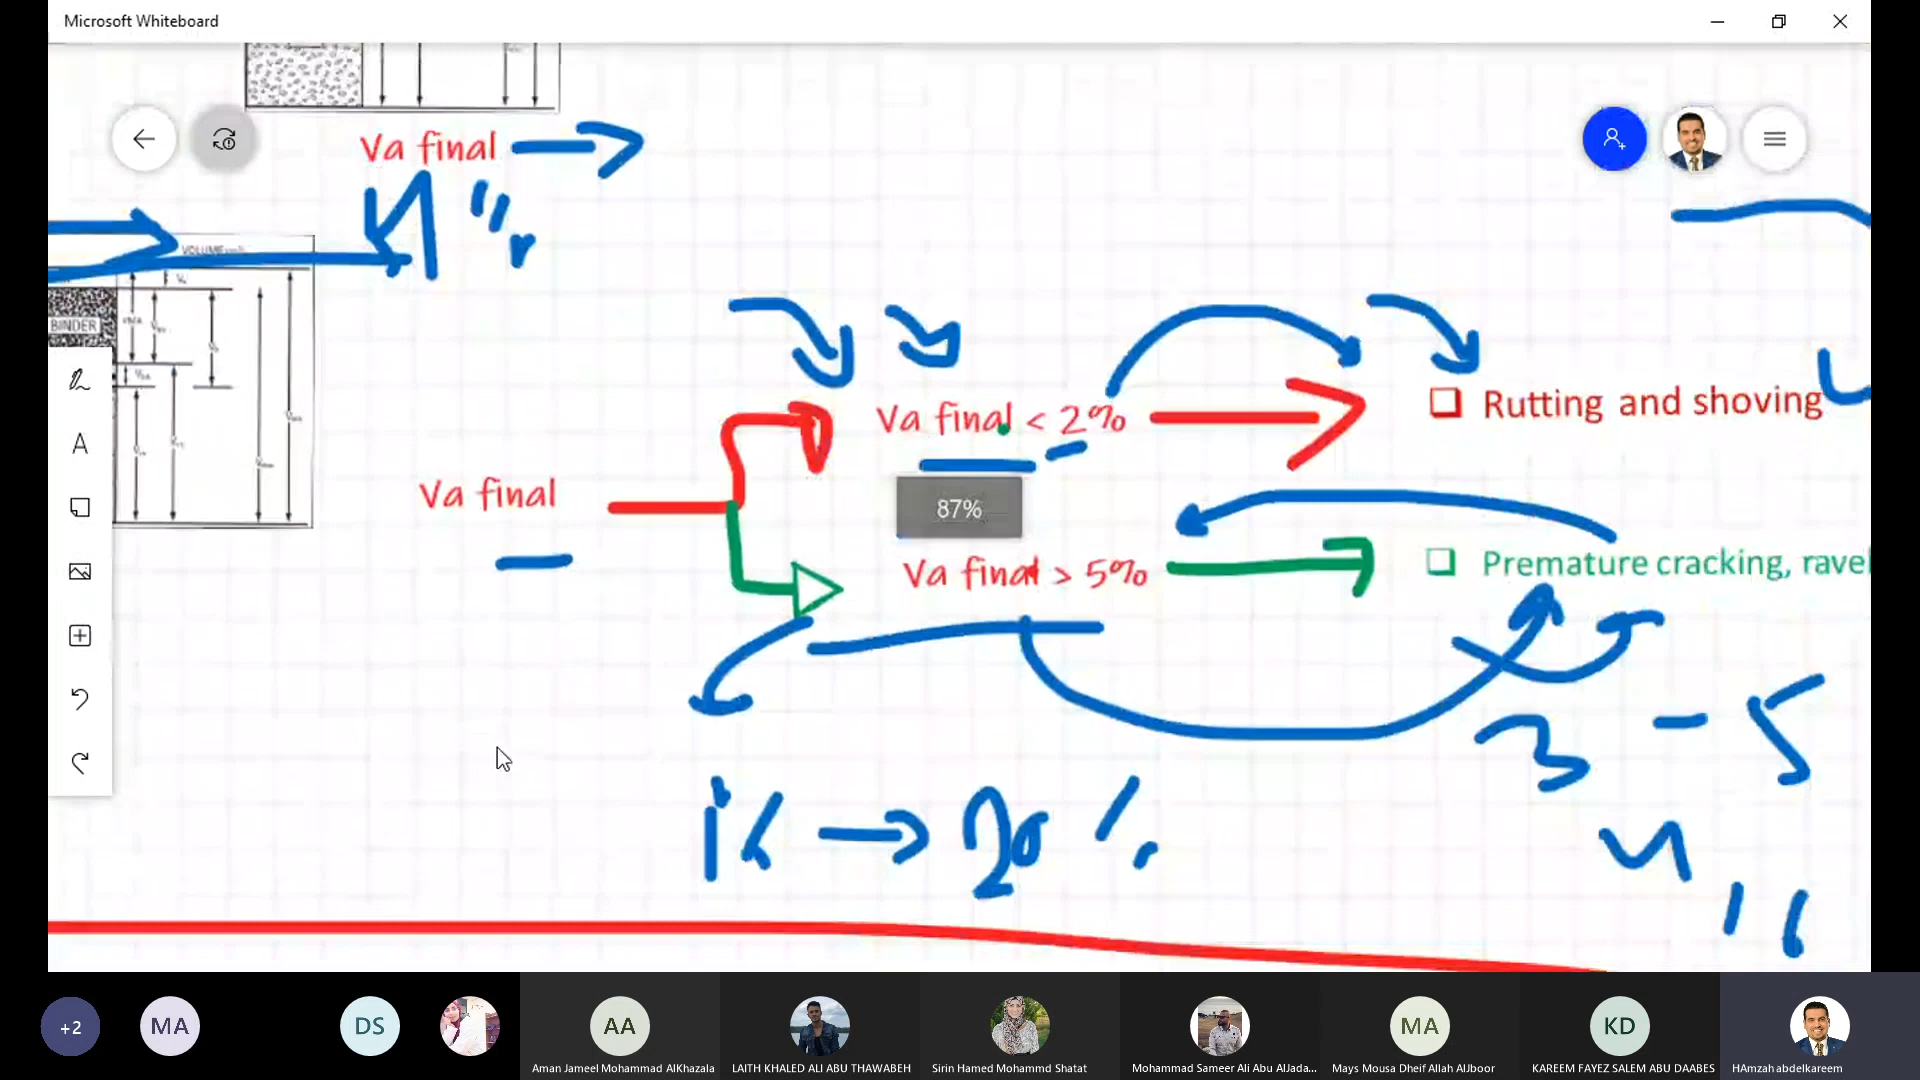 Microsoft Whiteboard
Va final
VOLUME
BINDER
Va final < 2%
Rutting and shoving
Va final
87%
Va final > 5%
Premature cracking, ravel
3 - 5
20 %
+2
MA
DS
AA
MA
KD
Aman Jameel Mohammad AlKhazala
LAITH KHALED ALI ABU THAWABEH
Sirin Hamed Mohammd Shatat
Mohammad Sameer Ali Abu AlJada...
Mays Mousa Dheif Allah AlJboor
KAREEM FAYEZ SALEM ABU DAABES
HAmzah abdelkareem